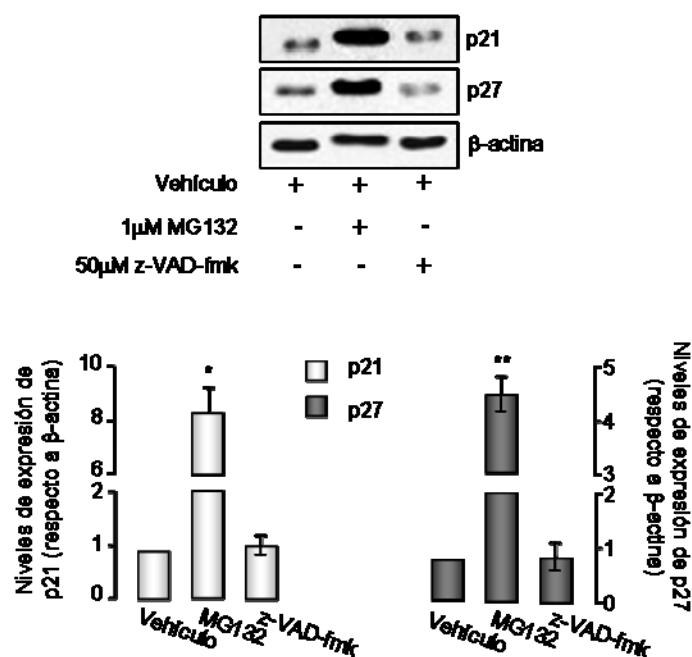 p21
p27
β-actina
Vehículo + + +
1µM MG132 - + -
50µM z-VAD-fmk - - +
Niveles de expresión de
p21 (respecto a β-actina)
10
8
6
2
1
0
*
Vehículo
MG132
z-VAD-fmk
p21
p27
**
Vehículo
MG132
z-VAD-fmk
5
4
3
2
1
0
Niveles de expresión de p27
(respecto a β-actina)